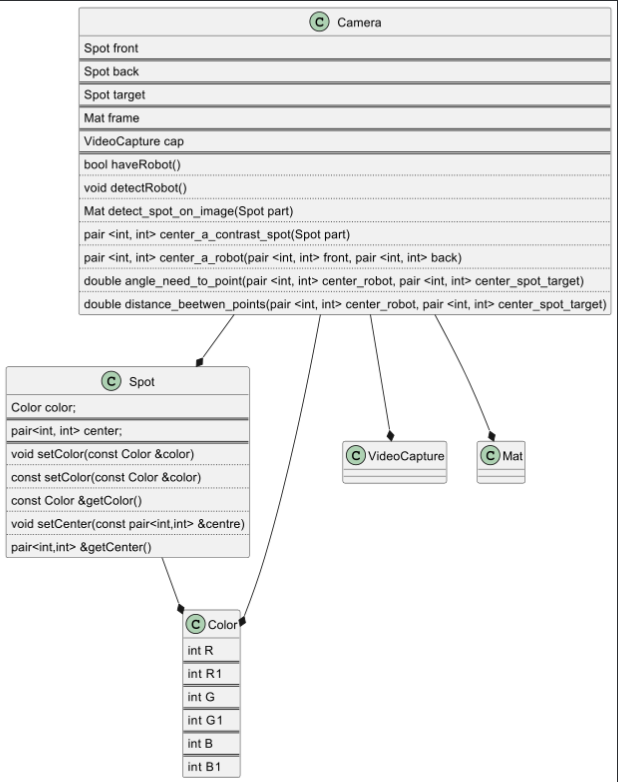 C Camera
Spot front
Spot back
Spot target
Mat frame
VideoCapture cap
bool haveRobot()
void detectRobot()
Mat detect_spot_on_image(Spot part)
pair <int, int> center_a_contrast_spot(Spot part)
pair <int, int> center_a_robot(pair <int, int> front, pair <int, int> back)
double angle_need_to_point(pair <int, int> center_robot, pair <int, int> center_spot_target)
double distance_beetwen_points(pair <int, int> center_robot, pair <int, int> center_spot_target)
C Spot
Color color;
pair<int, int> center;
void setColor(const Color &color)
const setColor(const Color &color)
const Color &getColor()
void setCenter(const pair<int,int> &centre)
pair<int,int> &getCenter()
C VideoCapture
C Mat
C Color
int R
int R1
int G
int G1
int B
int B1